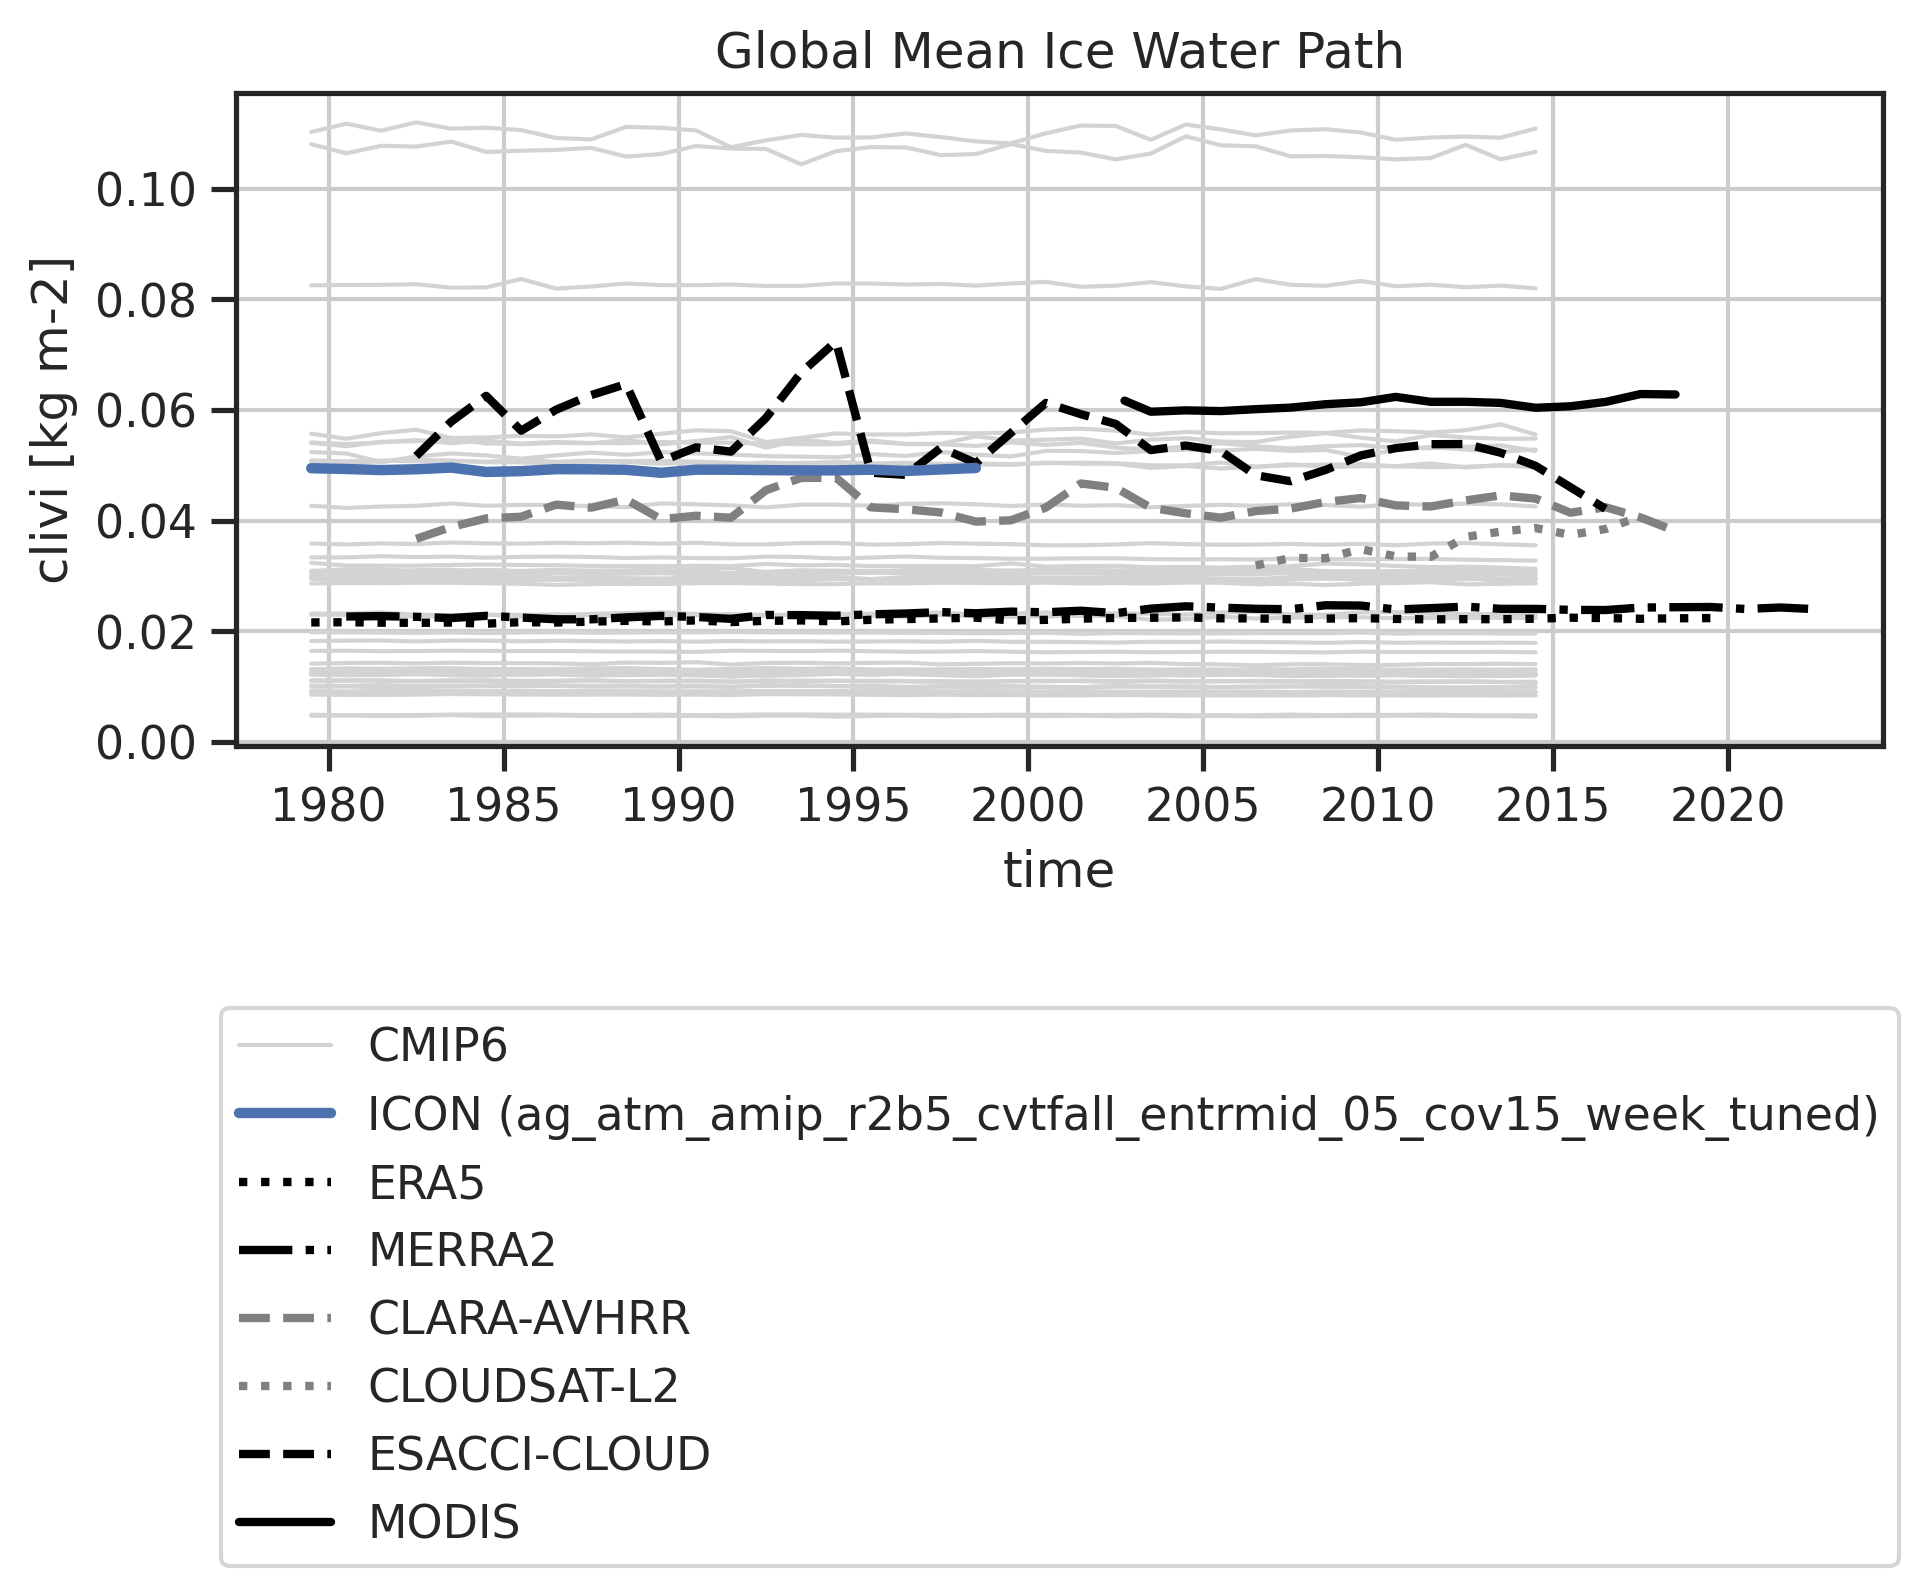 Global Mean Ice Water Path
clivi [kg m-2]
0.10
0.08
0.06
0.04
0.02
0.00
1980 1985 1990 1995 2000 2005 2010 2015 2020
time
CMIP6
ICON (ag_atm_amip_r2b5_cvtfall_entrmid_05_cov15_week_tuned)
ERA5
MERRA2
CLARA-AVHRR
CLOUDSAT-L2
ESACCI-CLOUD
MODIS